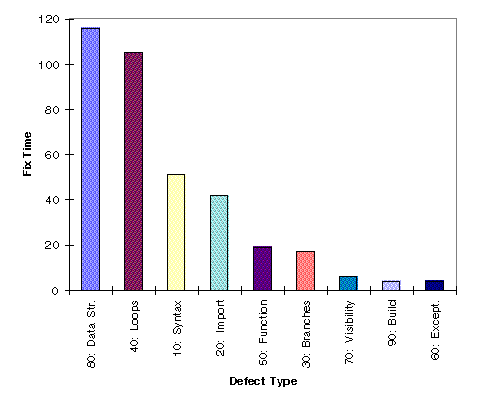 120
100
80
60
40
20
0
Fix Time
80: Data Str.
40: Loops
10: Syntax
20: Import
50: Function
30: Branches
70: Visibility
90: Build
60: Except.
Defect Type